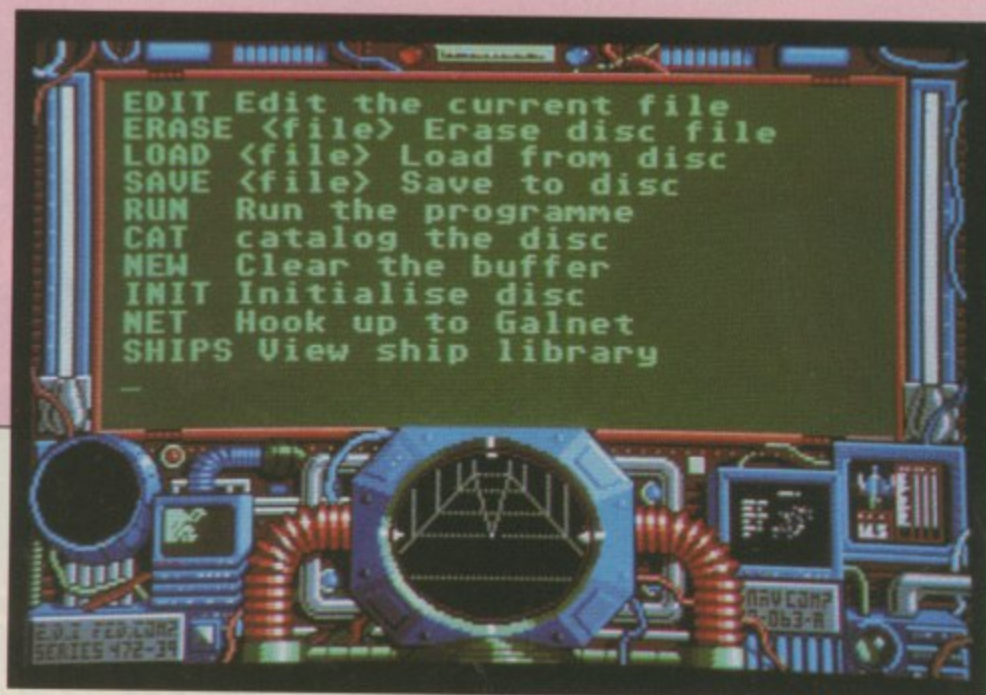 EDIT Edit the current file
ERASE <file> Erase disc file
LOAD <file> Load from disc
SAVE <file> Save to disc
RUN Run the programme
CAT catalog the disc
NEW Clear the buffer
INIT Initialise disc
NET Hook up to Galnet
SHIPS View ship library
_
NAV COMP
FED.COMP
SERIES 472-39